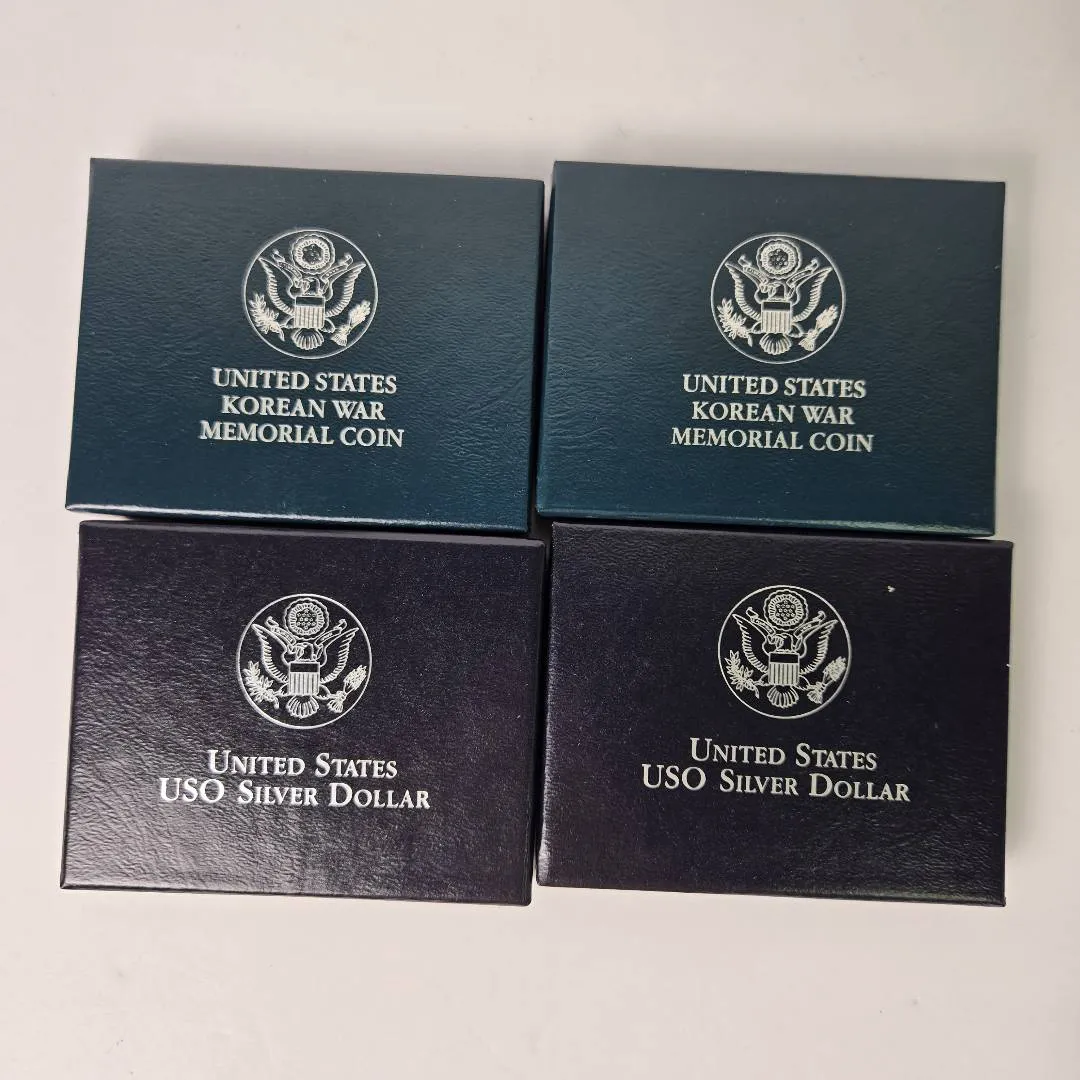 UNITED STATES
KOREAN WAR
MEMORIAL COIN
UNITED STATES
KOREAN WAR
MEMORIAL COIN
UNITED STATES
USO SILVER DOLLAR
UNITED STATES
USO SILVER DOLLAR